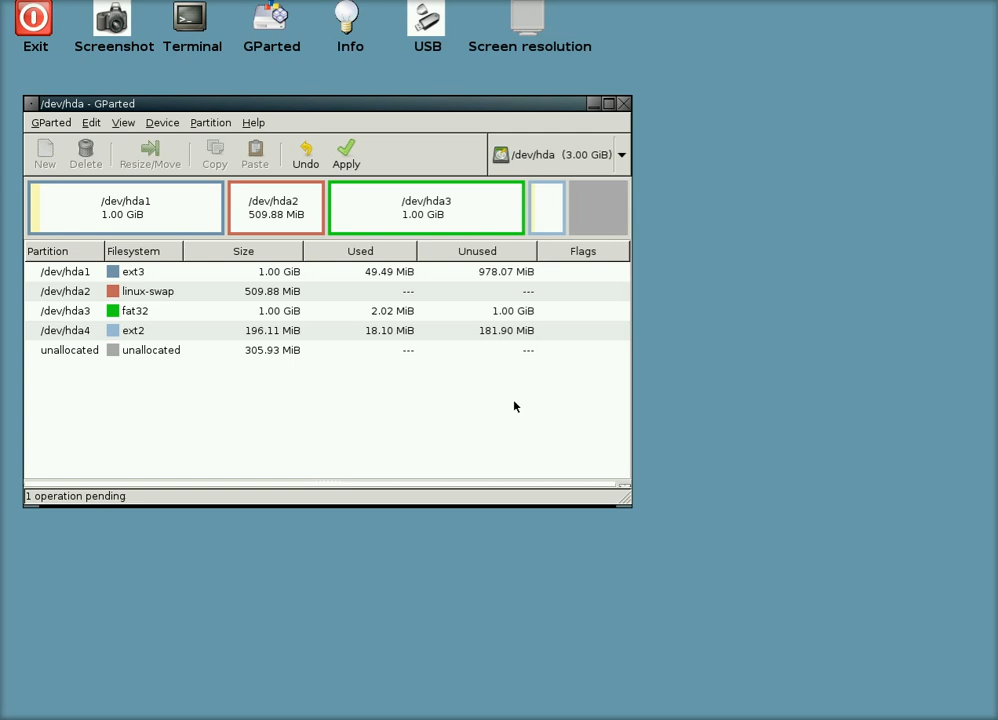 Exit Screenshot Terminal GParted Info USB Screen resolution
/dev/hda - GParted
GParted Edit View Device Partition Help
New Delete Resize/Move Copy Paste Undo Apply /dev/hda (3.00 GiB)
/dev/hda1 /dev/hda2 /dev/hda3
1.00 GiB 509.88 MiB 1.00 GiB
Partition Filesystem Size Used Unused Flags
/dev/hda1 ext3 1.00 GiB 49.49 MiB 978.07 MiB
/dev/hda2 linux-swap 509.88 MiB --- ---
/dev/hda3 fat32 1.00 GiB 2.02 MiB 1.00 GiB
/dev/hda4 ext2 196.11 MiB 18.10 MiB 181.90 MiB
unallocated unallocated 305.93 MiB --- ---
1 operation pending